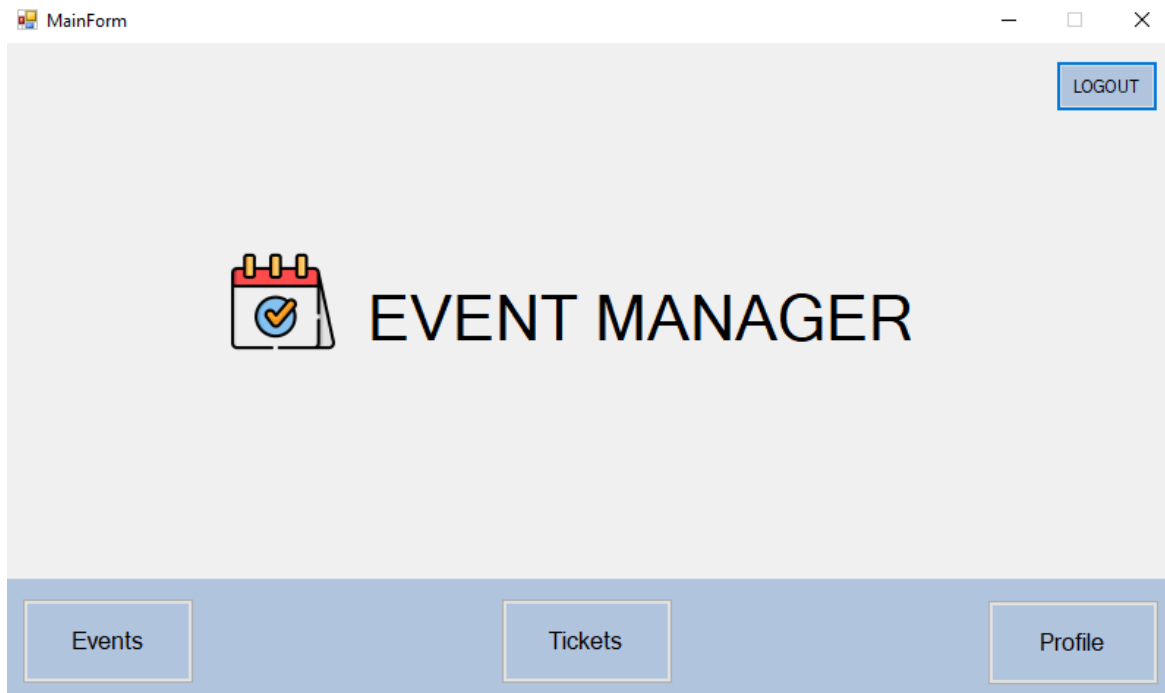 MainForm
LOGOUT
EVENT MANAGER
Events
Tickets
Profile